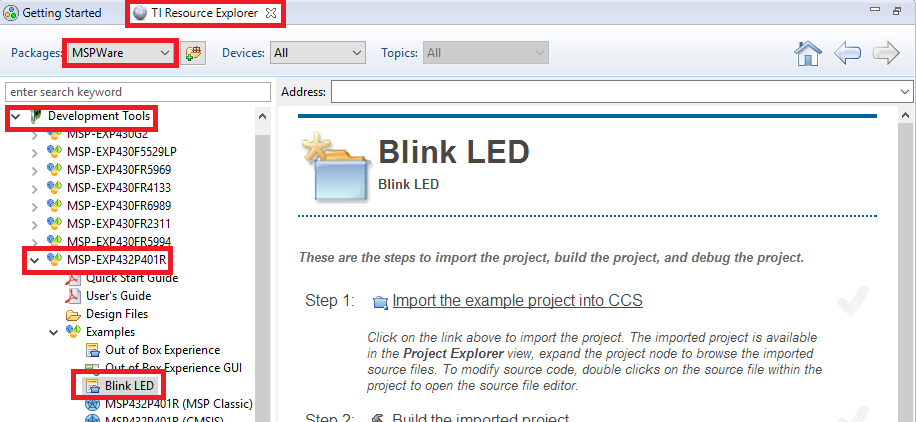 Getting Started
TI Resource Explorer
Packages: MSPWare Devices: All Topics: All
enter search keyword
Address:
Development Tools
MSP-EXP430G2
MSP-EXP430F5529LP
MSP-EXP430FR5969
MSP-EXP430FR4133
MSP-EXP430FR6989
MSP-EXP430FR2311
MSP-EXP430FR5994
MSP-EXP432P401R
Quick Start Guide
User's Guide
Design Files
Examples
Out of Box Experience
Out of Box Experience GUI
Blink LED
MSP432P401R (MSP Classic)
MSP432P401R (CMSIS)
Blink LED
Blink LED
These are the steps to import the project, build the project, and debug the project.
Step 1: Import the example project into CCS
Click on the link above to import the project. The imported project is available
in the Project Explorer view, expand the project node to browse the imported
source files. To modify source code, double clicks on the source file within the
project to open the source file editor.
Step 2: Build the imported project